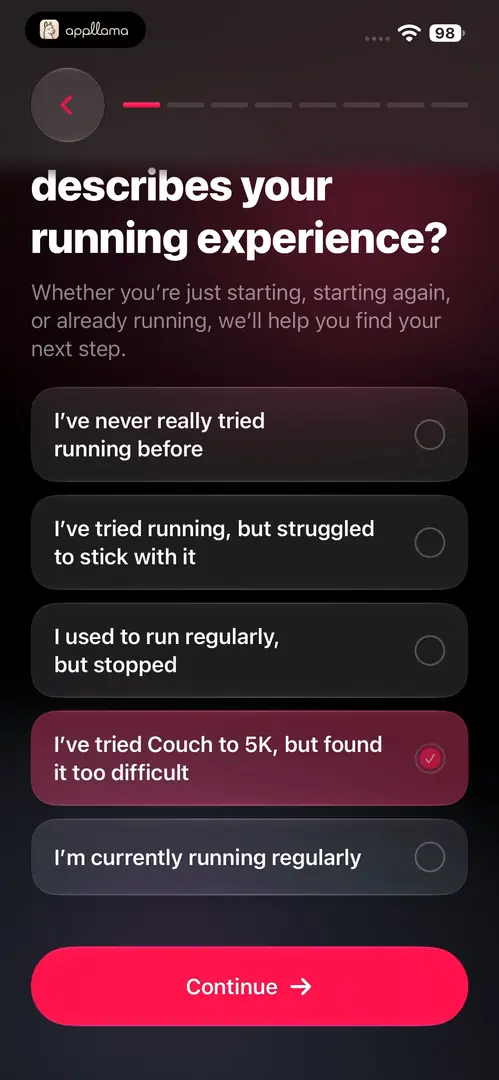 appllama
98
describes your
running experience?
Whether you’re just starting, starting again,
or already running, we’ll help you find your
next step.
I’ve never really tried
running before
I’ve tried running, but struggled
to stick with it
I used to run regularly,
but stopped
I’ve tried Couch to 5K, but found
it too difficult
I’m currently running regularly
Continue